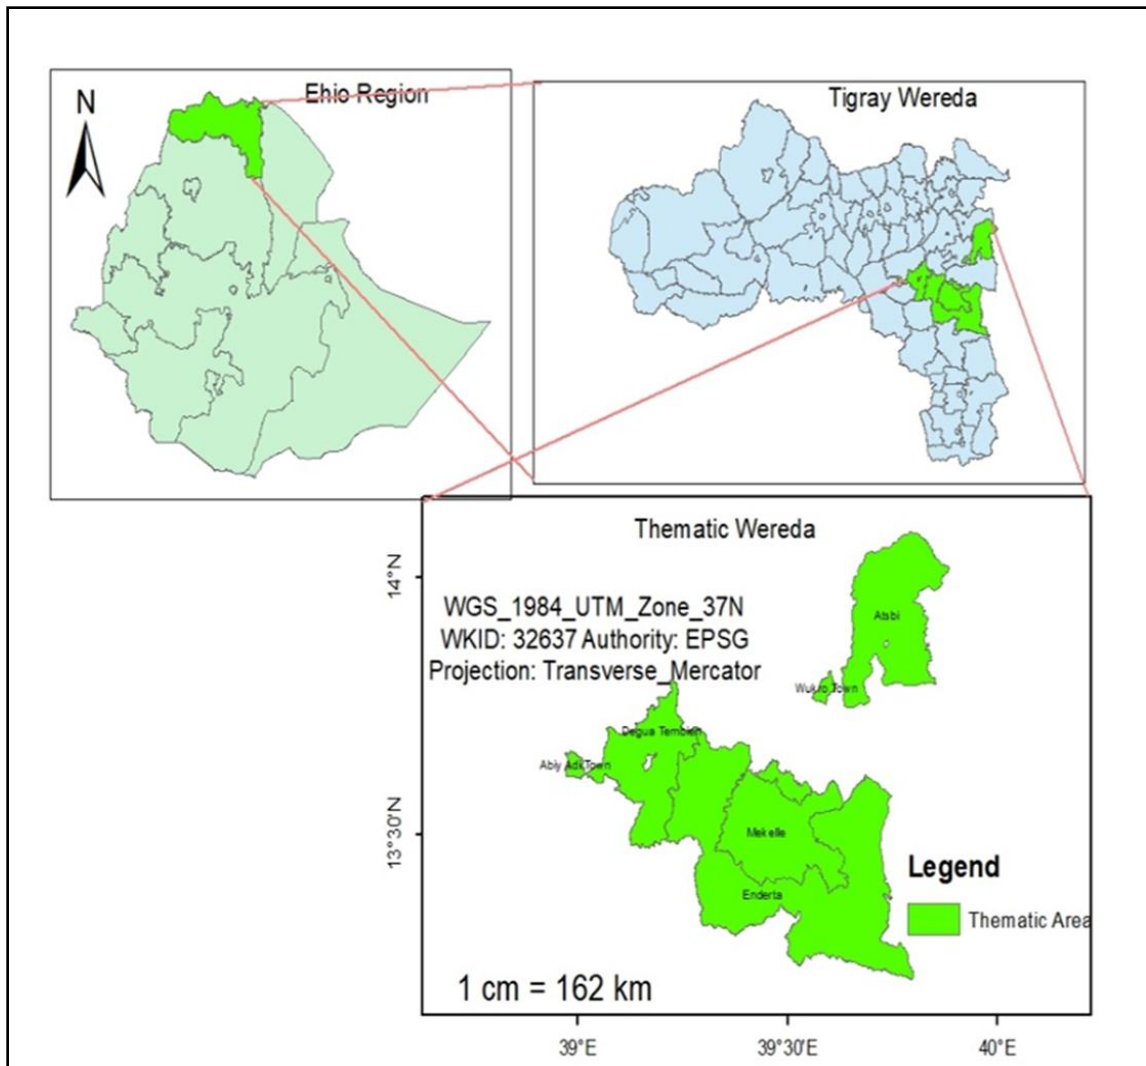 N
Ehio Region
Tigray Wereda
Thematic Wereda
14°N
WGS_1984_UTM_Zone_37N
WKID: 32637 Authority: EPSG
Projection: Transverse_Mercator
Atsbi
Wukro Town
Degua Tembien
Abiy Adi Town
13°30'N
Mekelle
Enderta
Legend
Thematic Area
1 cm = 162 km
39°E
39°30'E
40°E